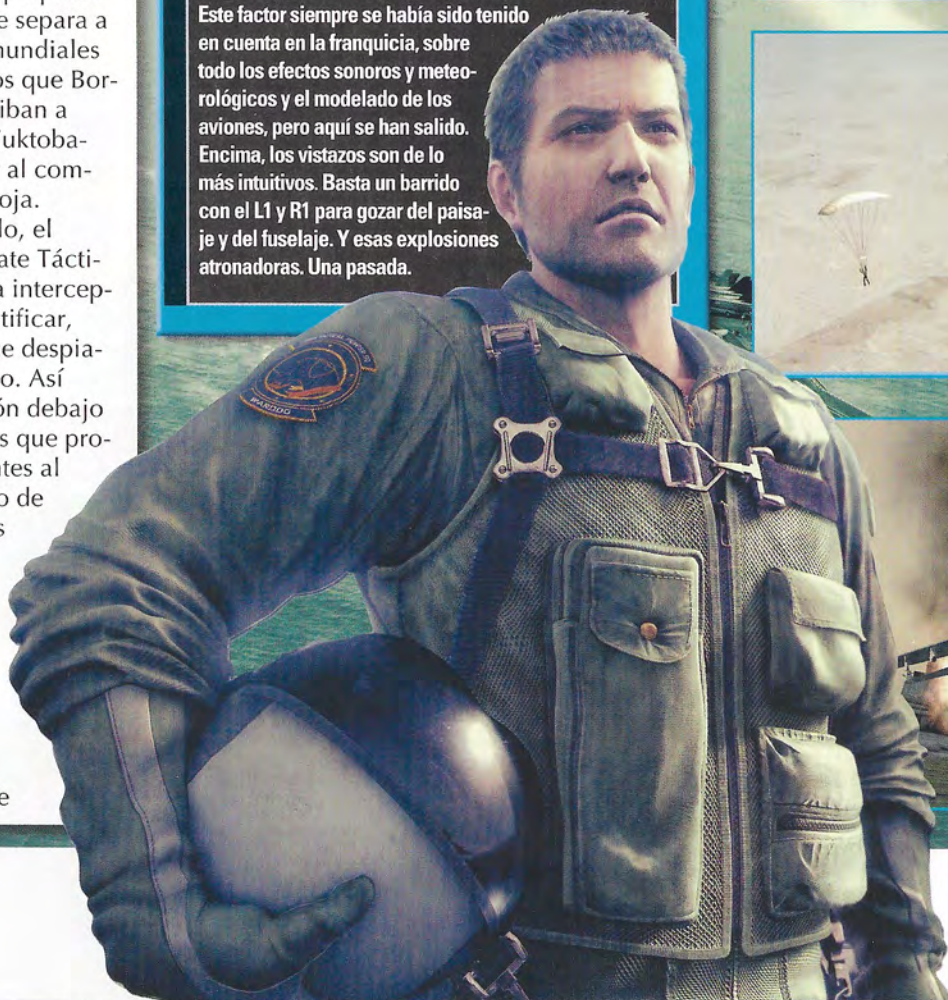 e separa a
mundiales
os que Bor-
iban a
uktoba-
al com-
oja.
lo, el
ate Tácti-
a intercep-
tificar,
e despia-
o. Así
ón debajo
s que pro-
ntes al
o de
s
e
Este factor siempre se había sido tenido
en cuenta en la franquicia, sobre
todo los efectos sonoros y meteo-
rológicos y el modelado de los
aviones, pero aquí se han salido.
Encima, los vistazos son de lo
más intuitivos. Basta un barrido
con el L1 y R1 para gozar del paisa-
je y del fuselaje. Y esas explosiones
atronadoras. Una pasada.
WARDOG